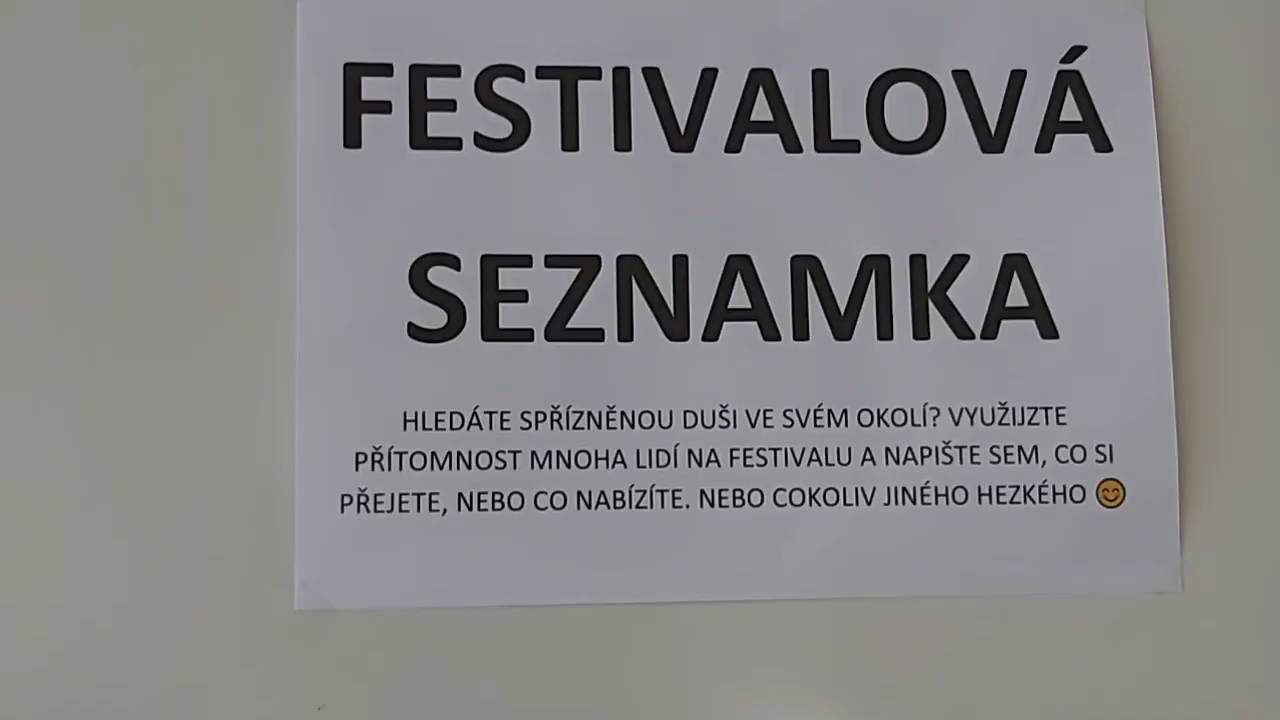 FESTIVALOVÁ
SEZNAMKA
HLEDÁTE SPŘÍZNĚNOU DUŠI VE SVÉM OKOLÍ? VYUŽIJZTE
PŘÍTOMNOST MNOHA LIDÍ NA FESTIVALU A NAPIŠTE SEM, CO SI
PŘEJETE, NEBO CO NABÍZÍTE. NEBO COKOLIV JINÉHO HEZKÉHO 😊